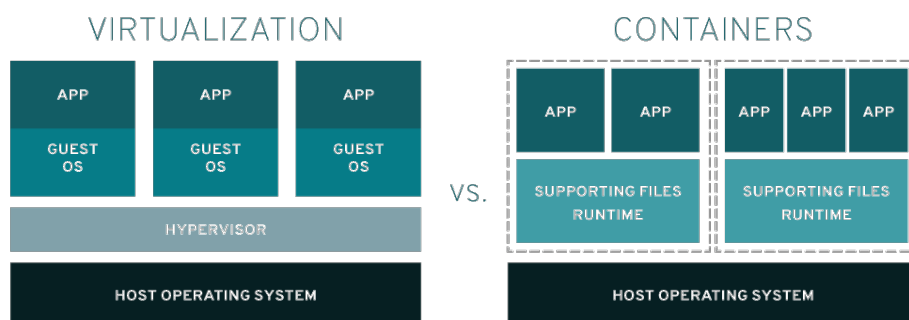 VIRTUALIZATION
APP
APP
APP
GUEST
OS
GUEST
OS
GUEST
OS
HYPERVISOR
HOST OPERATING SYSTEM
VS.
CONTAINERS
APP
APP
APP
APP
APP
SUPPORTING FILES
RUNTIME
SUPPORTING FILES
RUNTIME
HOST OPERATING SYSTEM